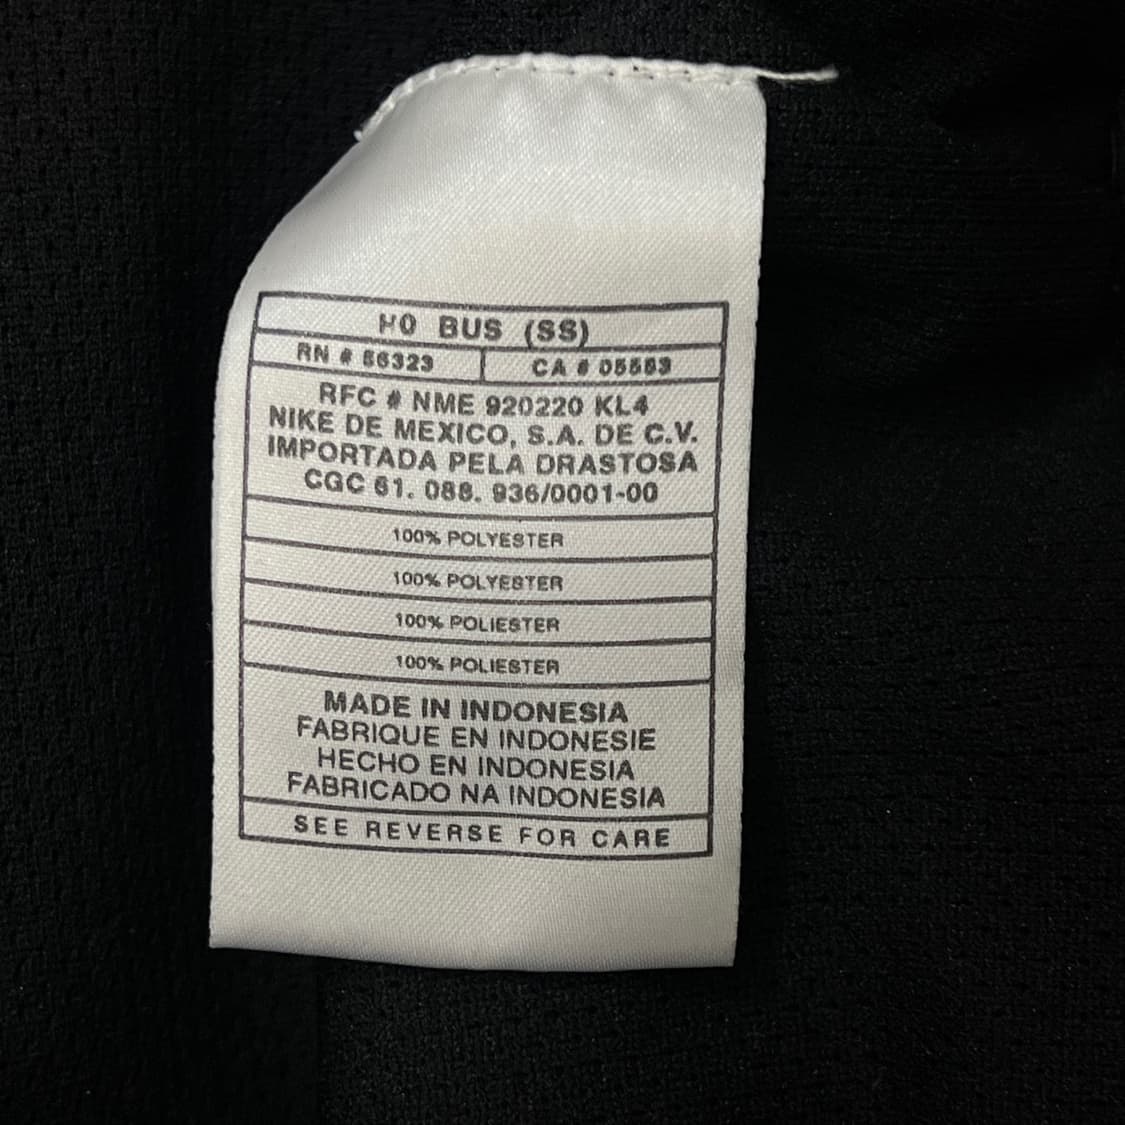 H0 BUS (SS)
RN # 56323 CA # 05553
RFC # NME 920220 KL4
NIKE DE MEXICO, S.A. DE C.V.
IMPORTADA PELA DRASTOSA
CGC 61. 088. 936/0001-00
100% POLYESTER
100% POLYESTER
100% POLIESTER
100% POLIESTER
MADE IN INDONESIA
FABRIQUE EN INDONESIE
HECHO EN INDONESIA
FABRICADO NA INDONESIA
SEE REVERSE FOR CARE